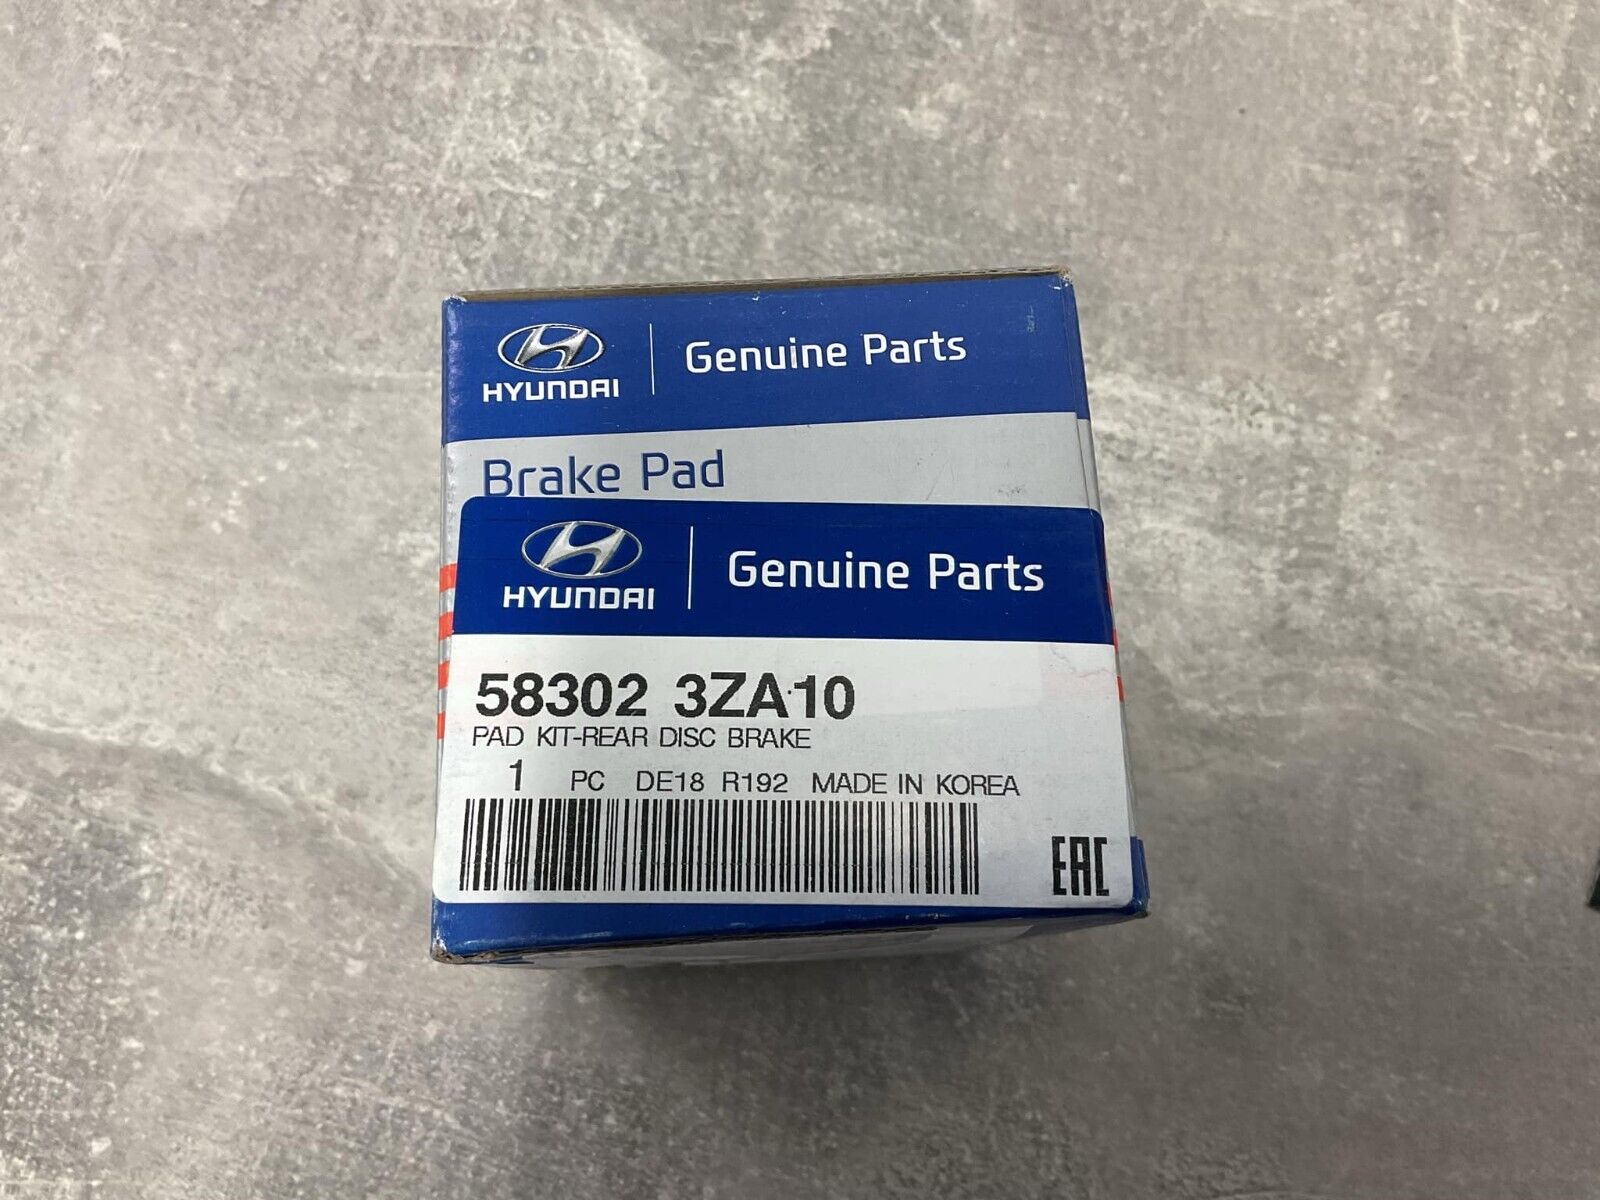 HYUNDAI
Genuine Parts
Brake Pad
HYUNDAI
Genuine Parts
58302 3ZA10
PAD KIT-REAR DISC BRAKE
1 PC DE18 R192 MADE IN KOREA
EAC